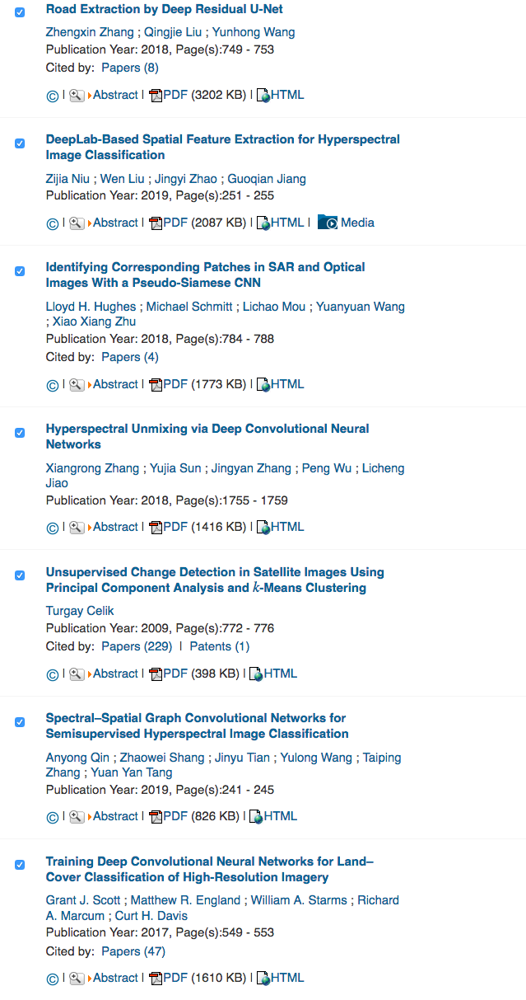 Road Extraction by Deep Residual U-Net
Zhengxin Zhang ; Qingjie Liu ; Yunhong Wang
Publication Year: 2018, Page(s):749 - 753
Cited by: Papers (8)
© | Abstract | PDF (3202 KB) | HTML
DeepLab-Based Spatial Feature Extraction for Hyperspectral
Image Classification
Zijia Niu ; Wen Liu ; Jingyi Zhao ; Guoqian Jiang
Publication Year: 2019, Page(s):251 - 255
© | Abstract | PDF (2087 KB) | HTML | Media
Identifying Corresponding Patches in SAR and Optical
Images With a Pseudo-Siamese CNN
Lloyd H. Hughes ; Michael Schmitt ; Lichao Mou ; Yuanyuan Wang
; Xiao Xiang Zhu
Publication Year: 2018, Page(s):784 - 788
Cited by: Papers (4)
© | Abstract | PDF (1773 KB) | HTML
Hyperspectral Unmixing via Deep Convolutional Neural
Networks
Xiangrong Zhang ; Yujia Sun ; Jingyan Zhang ; Peng Wu ; Licheng
Jiao
Publication Year: 2018, Page(s):1755 - 1759
© | Abstract | PDF (1416 KB) | HTML
Unsupervised Change Detection in Satellite Images Using
Principal Component Analysis and k-Means Clustering
Turgay Celik
Publication Year: 2009, Page(s):772 - 776
Cited by: Papers (229) | Patents (1)
© | Abstract | PDF (398 KB) | HTML
Spectral–Spatial Graph Convolutional Networks for
Semisupervised Hyperspectral Image Classification
Anyong Qin ; Zhaowei Shang ; Jinyu Tian ; Yulong Wang ; Taiping
Zhang ; Yuan Yan Tang
Publication Year: 2019, Page(s):241 - 245
© | Abstract | PDF (826 KB) | HTML
Training Deep Convolutional Neural Networks for Land–
Cover Classification of High-Resolution Imagery
Grant J. Scott ; Matthew R. England ; William A. Starms ; Richard
A. Marcum ; Curt H. Davis
Publication Year: 2017, Page(s):549 - 553
Cited by: Papers (47)
© | Abstract | PDF (1610 KB) | HTML